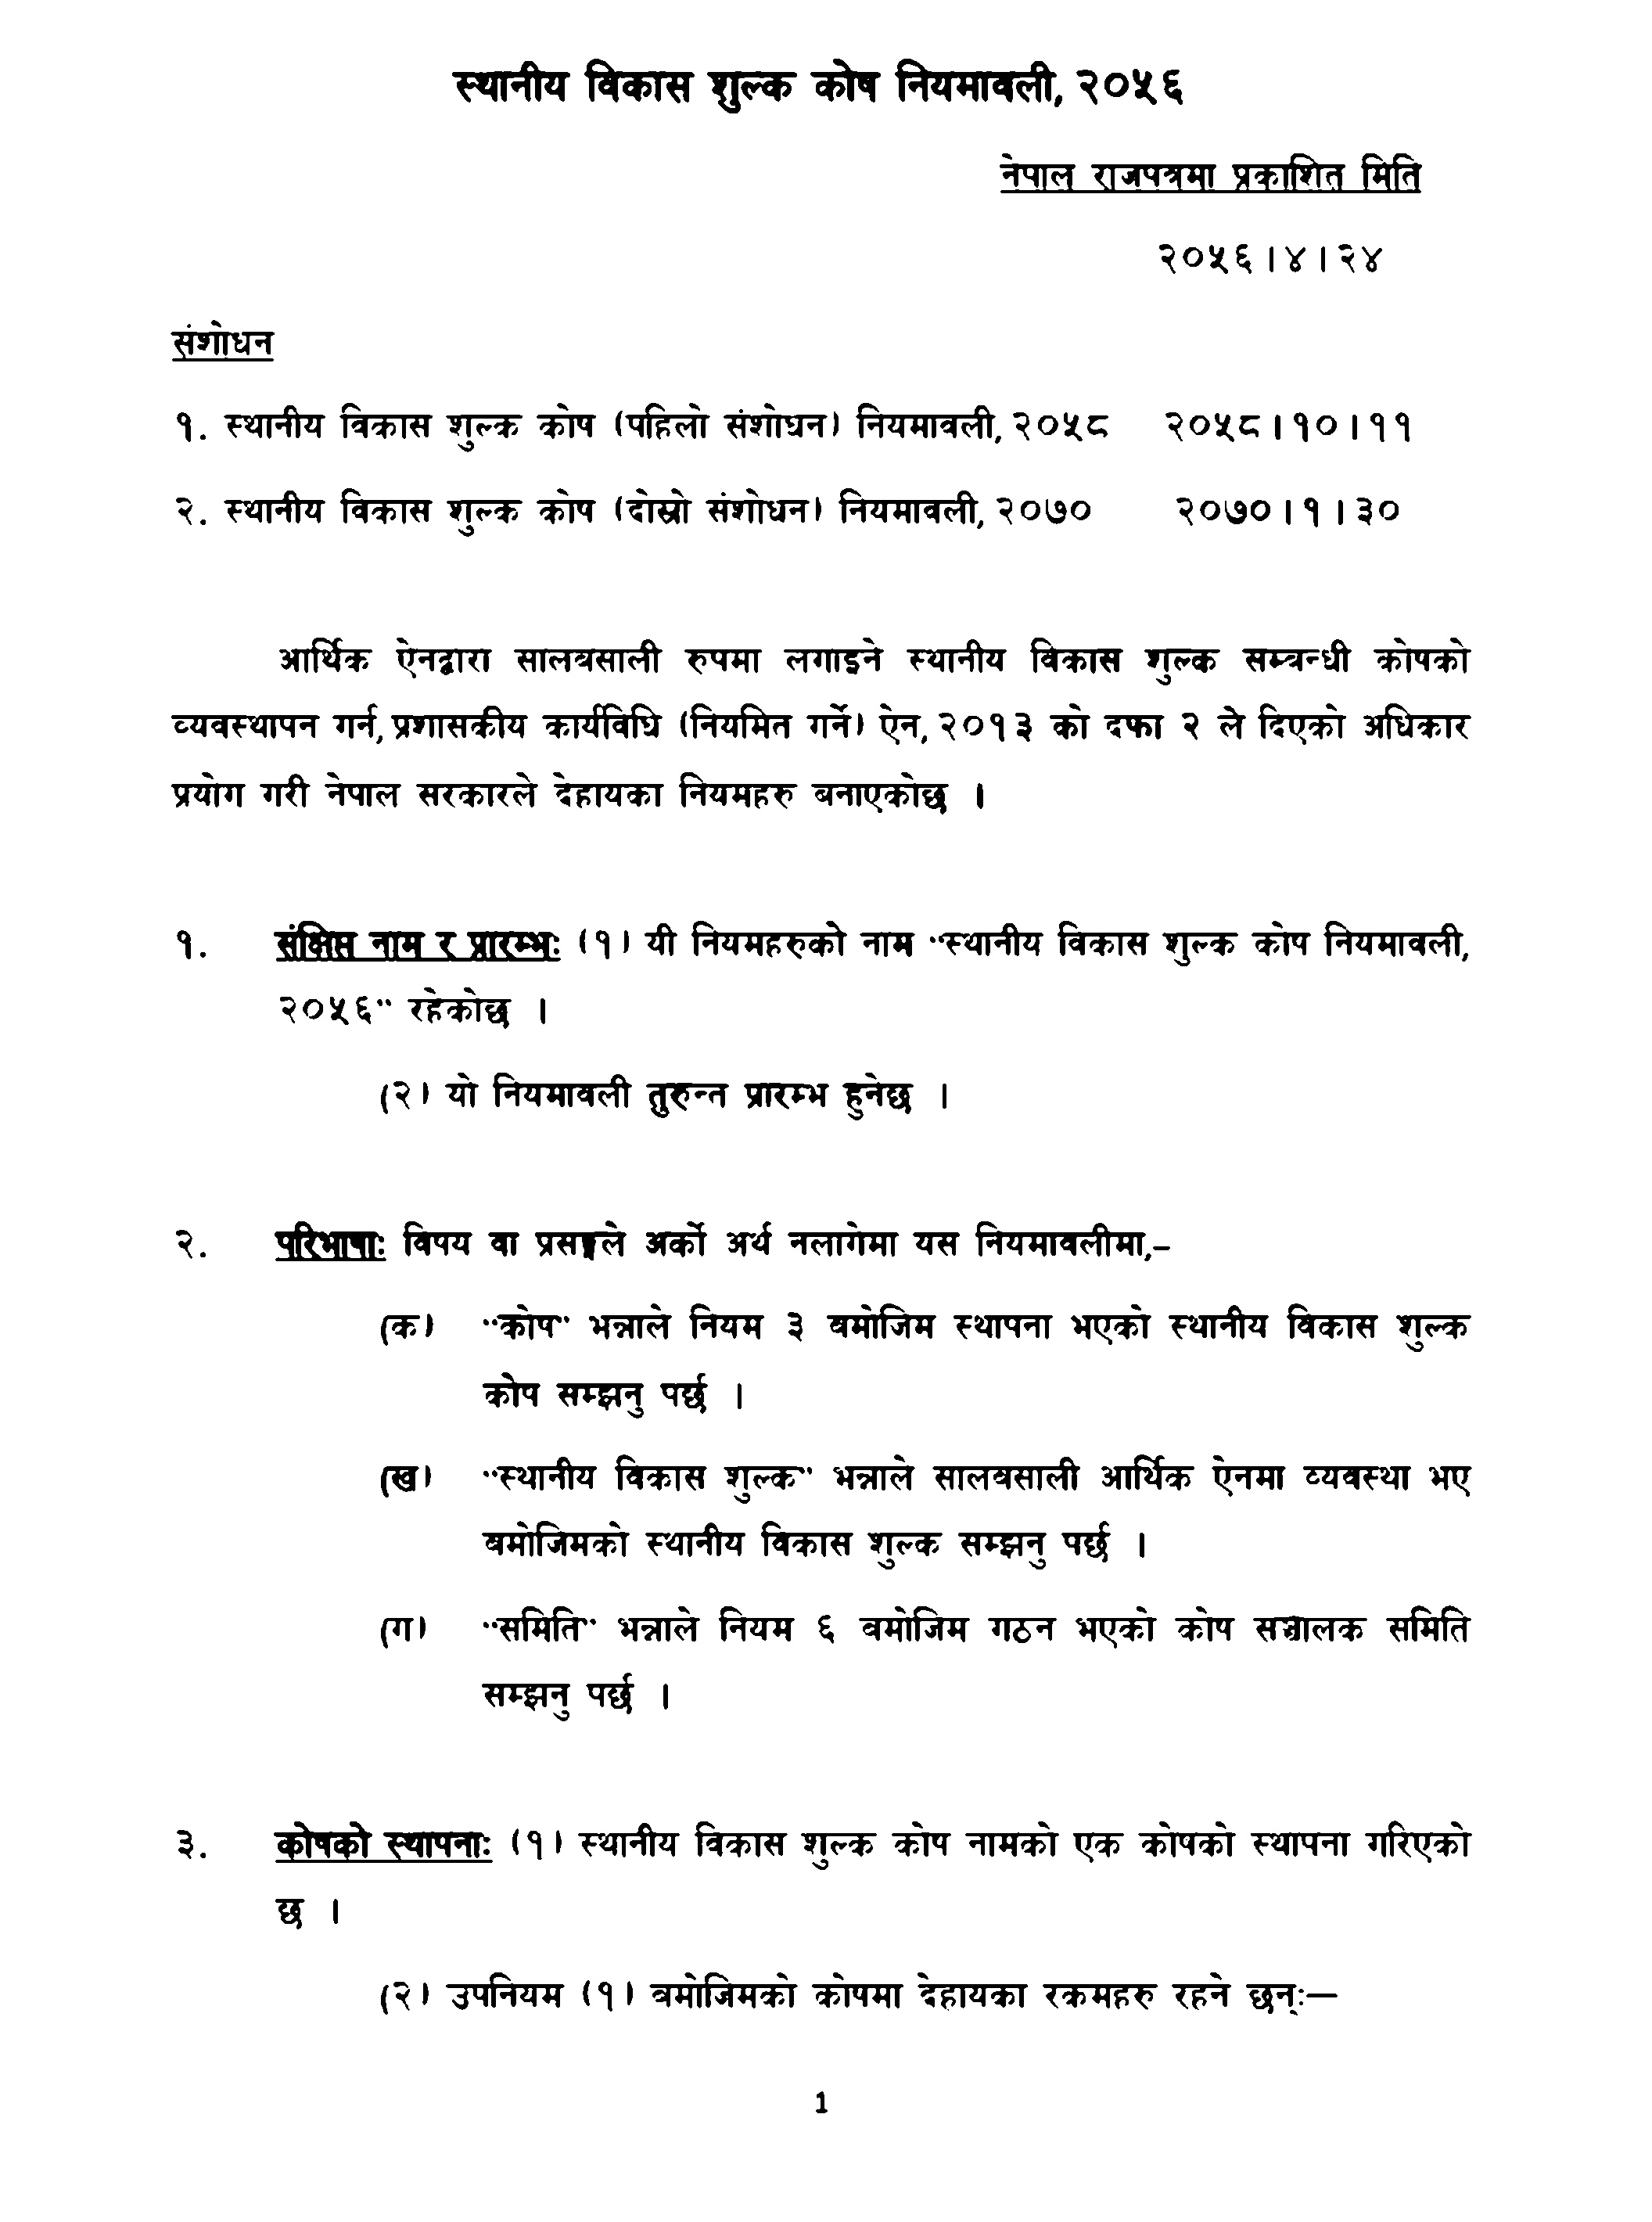 स्थानीय विकास शुल्क कोष नियमावली, २०५६
नेपाल राजपत्रमा प्रकाशित मिति
२०५६।४।२४
संशोधन
१. स्थानीय विकास शुल्क कोष (पहिलो संशोधन) नियमावली, २०५८ २०५८।१०।११
२. स्थानीय विकास शुल्क कोष (दोस्रो संशोधन) नियमावली, २०७० २०७०।१।३०
आर्थिक ऐनद्वारा सालबसाली रुपमा लगाइने स्थानीय विकास शुल्क सम्बन्धी कोषको
व्यवस्थापन गर्न, प्रशासकीय कार्यविधि (नियमित गर्ने) ऐन, २०१३ को दफा २ ले दिएको अधिकार
प्रयोग गरी नेपाल सरकारले देहायका नियमहरु बनाएकोछ ।
१. संक्षिप्त नाम र प्रारम्भः (१) यी नियमहरुको नाम "स्थानीय विकास शुल्क कोष नियमावली,
२०५६" रहेकोछ ।
(२) यो नियमावली तुरुन्त प्रारम्भ हुनेछ ।
२. परिभाषाः विषय वा प्रसङ्गले अर्को अर्थ नलागेमा यस नियमावलीमा,–
(क) "कोष" भन्नाले नियम ३ बमोजिम स्थापना भएको स्थानीय विकास शुल्क
कोष सम्झनु पर्छ ।
(ख) "स्थानीय विकास शुल्क" भन्नाले सालबसाली आर्थिक ऐनमा व्यवस्था भए
बमोजिमको स्थानीय विकास शुल्क सम्झनु पर्छ ।
(ग) "समिति" भन्नाले नियम ६ बमोजिम गठन भएको कोष सञ्चालक समिति
सम्झनु पर्छ ।
३. कोषको स्थापनाः (१) स्थानीय विकास शुल्क कोष नामको एक कोषको स्थापना गरिएको
छ ।
(२) उपनियम (१) बमोजिमको कोषमा देहायका रकमहरु रहने छन्ः—
1